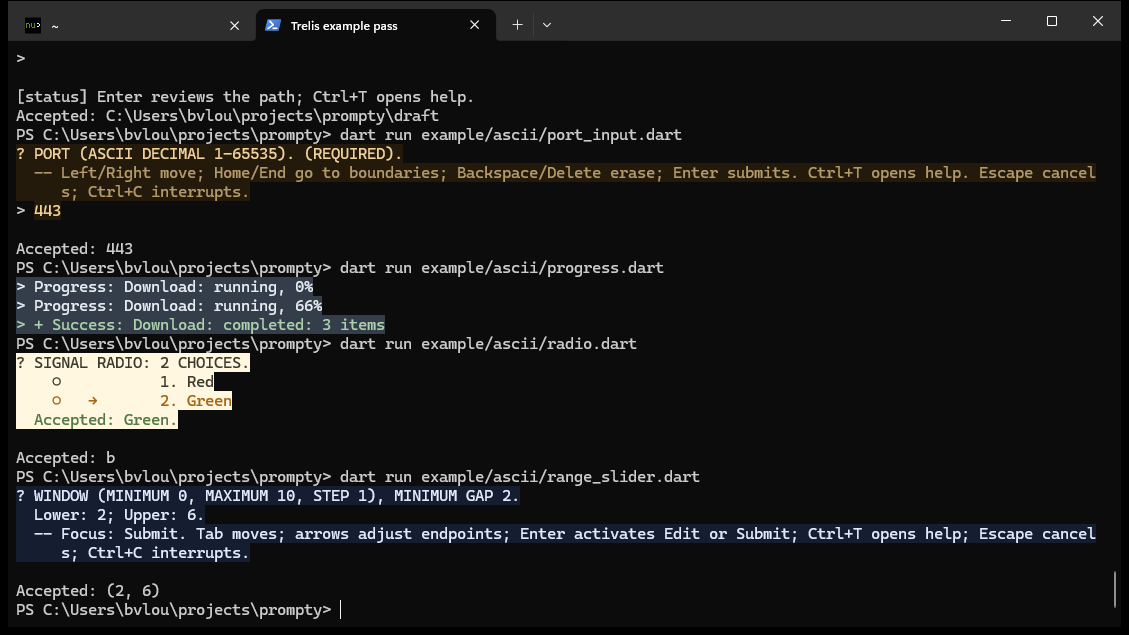 nu> ~
Trelis example pass
>
[status] Enter reviews the path; Ctrl+T opens help.
Accepted: C:\Users\bvlou\projects\prompty\draft
PS C:\Users\bvlou\projects\prompty> dart run example/ascii/port_input.dart
? PORT (ASCII DECIMAL 1-65535). (REQUIRED).
-- Left/Right move; Home/End go to boundaries; Backspace/Delete erase; Enter submits. Ctrl+T opens help. Escape cancel
s; Ctrl+C interrupts.
> 443
Accepted: 443
PS C:\Users\bvlou\projects\prompty> dart run example/ascii/progress.dart
> Progress: Download: running, 0%
> Progress: Download: running, 66%
> + Success: Download: completed: 3 items
PS C:\Users\bvlou\projects\prompty> dart run example/ascii/radio.dart
? SIGNAL RADIO: 2 CHOICES.
○ 1. Red
○ → 2. Green
Accepted: Green.
Accepted: b
PS C:\Users\bvlou\projects\prompty> dart run example/ascii/range_slider.dart
? WINDOW (MINIMUM 0, MAXIMUM 10, STEP 1), MINIMUM GAP 2.
Lower: 2; Upper: 6.
-- Focus: Submit. Tab moves; arrows adjust endpoints; Enter activates Edit or Submit; Ctrl+T opens help; Escape cancel
s; Ctrl+C interrupts.
Accepted: (2, 6)
PS C:\Users\bvlou\projects\prompty>